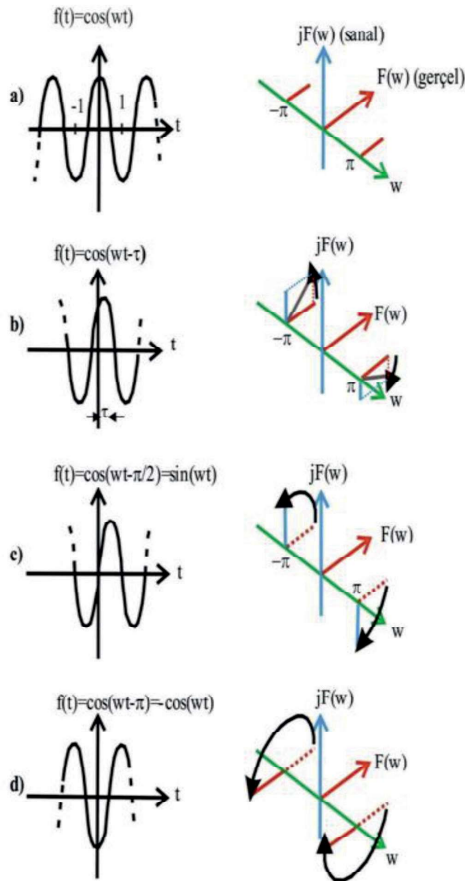 f(t)=cos(wt)
jF(w) (sanal)
a)
-1
1
t
F(w) (gerçel)
-π
π
w
f(t)=cos(wt-τ)
jF(w)
b)
t
τ
F(w)
-π
π
w
f(t)=cos(wt-π/2)=sin(wt)
jF(w)
c)
t
F(w)
-π
π
w
f(t)=cos(wt-π)=-cos(wt)
jF(w)
d)
t
F(w)
w